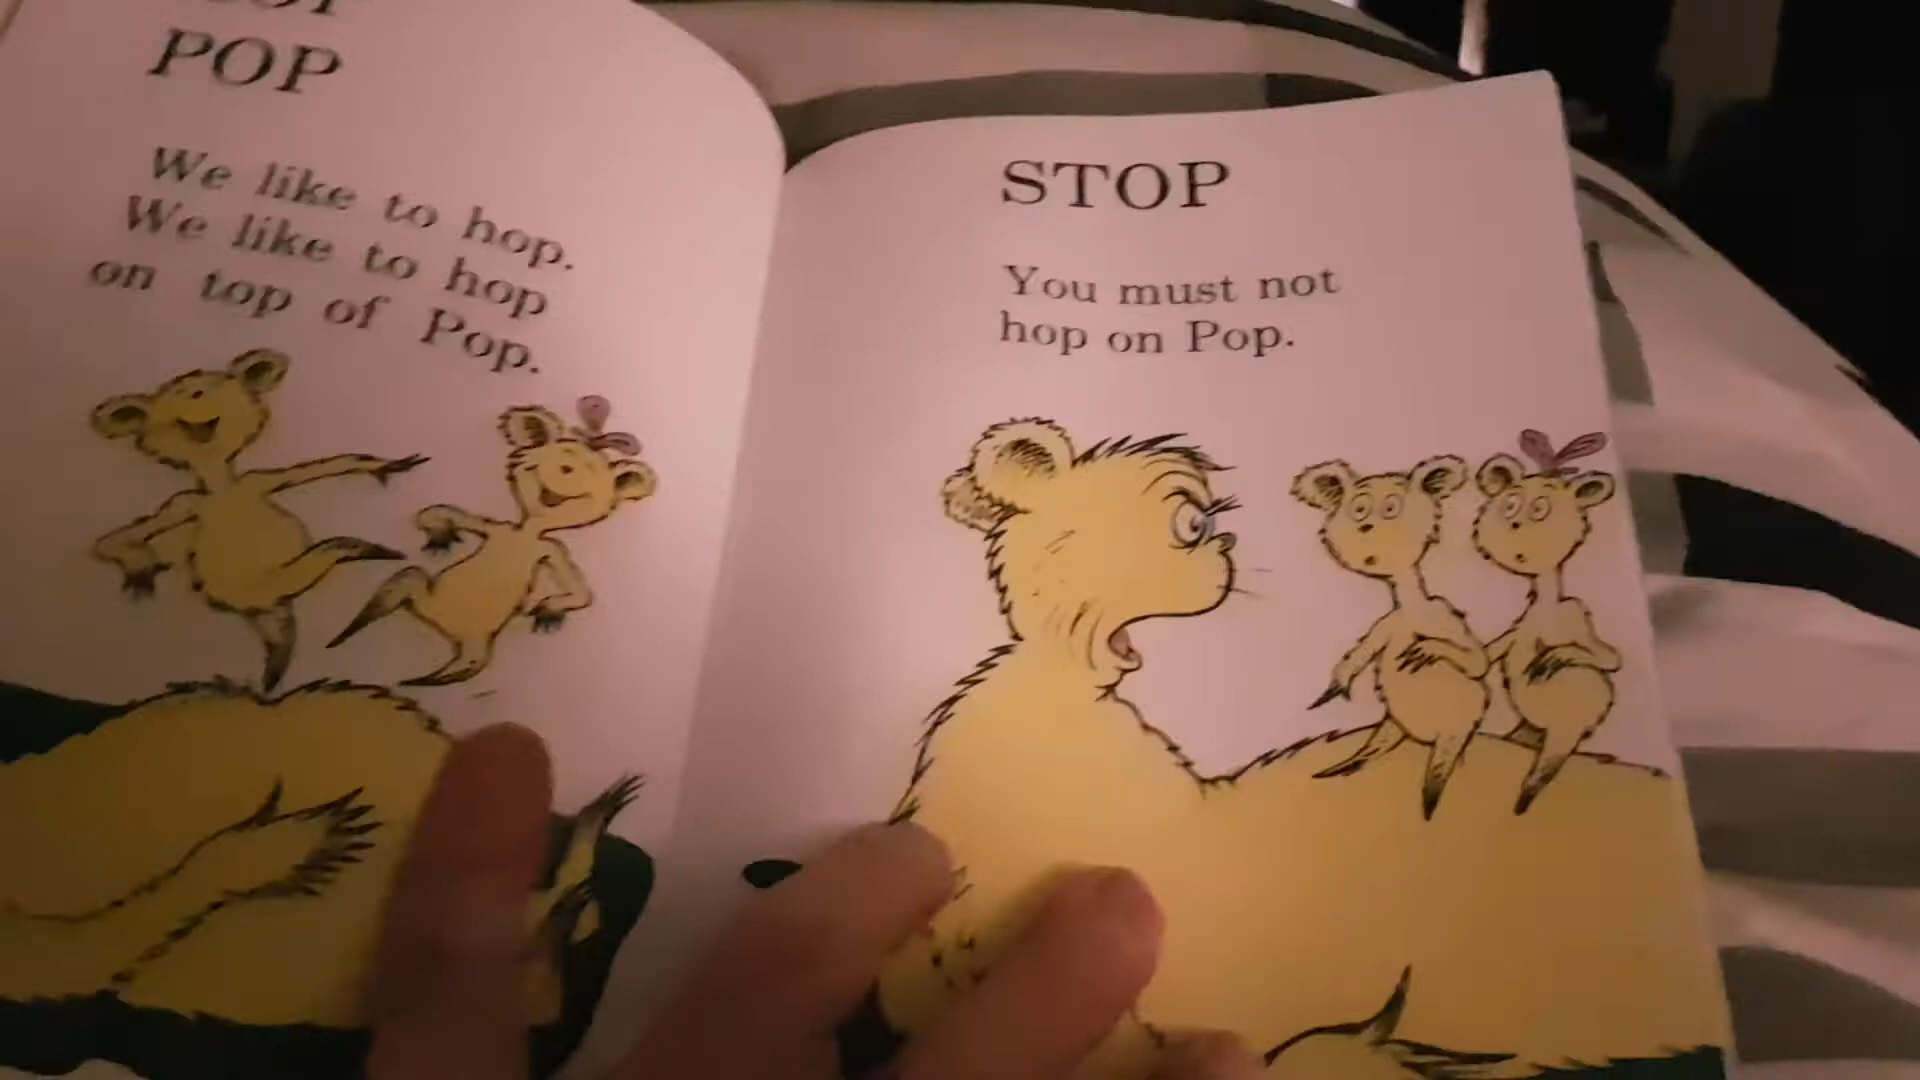 POP
We like to hop.
We like to hop
on top of Pop.
STOP
You must not
hop on Pop.